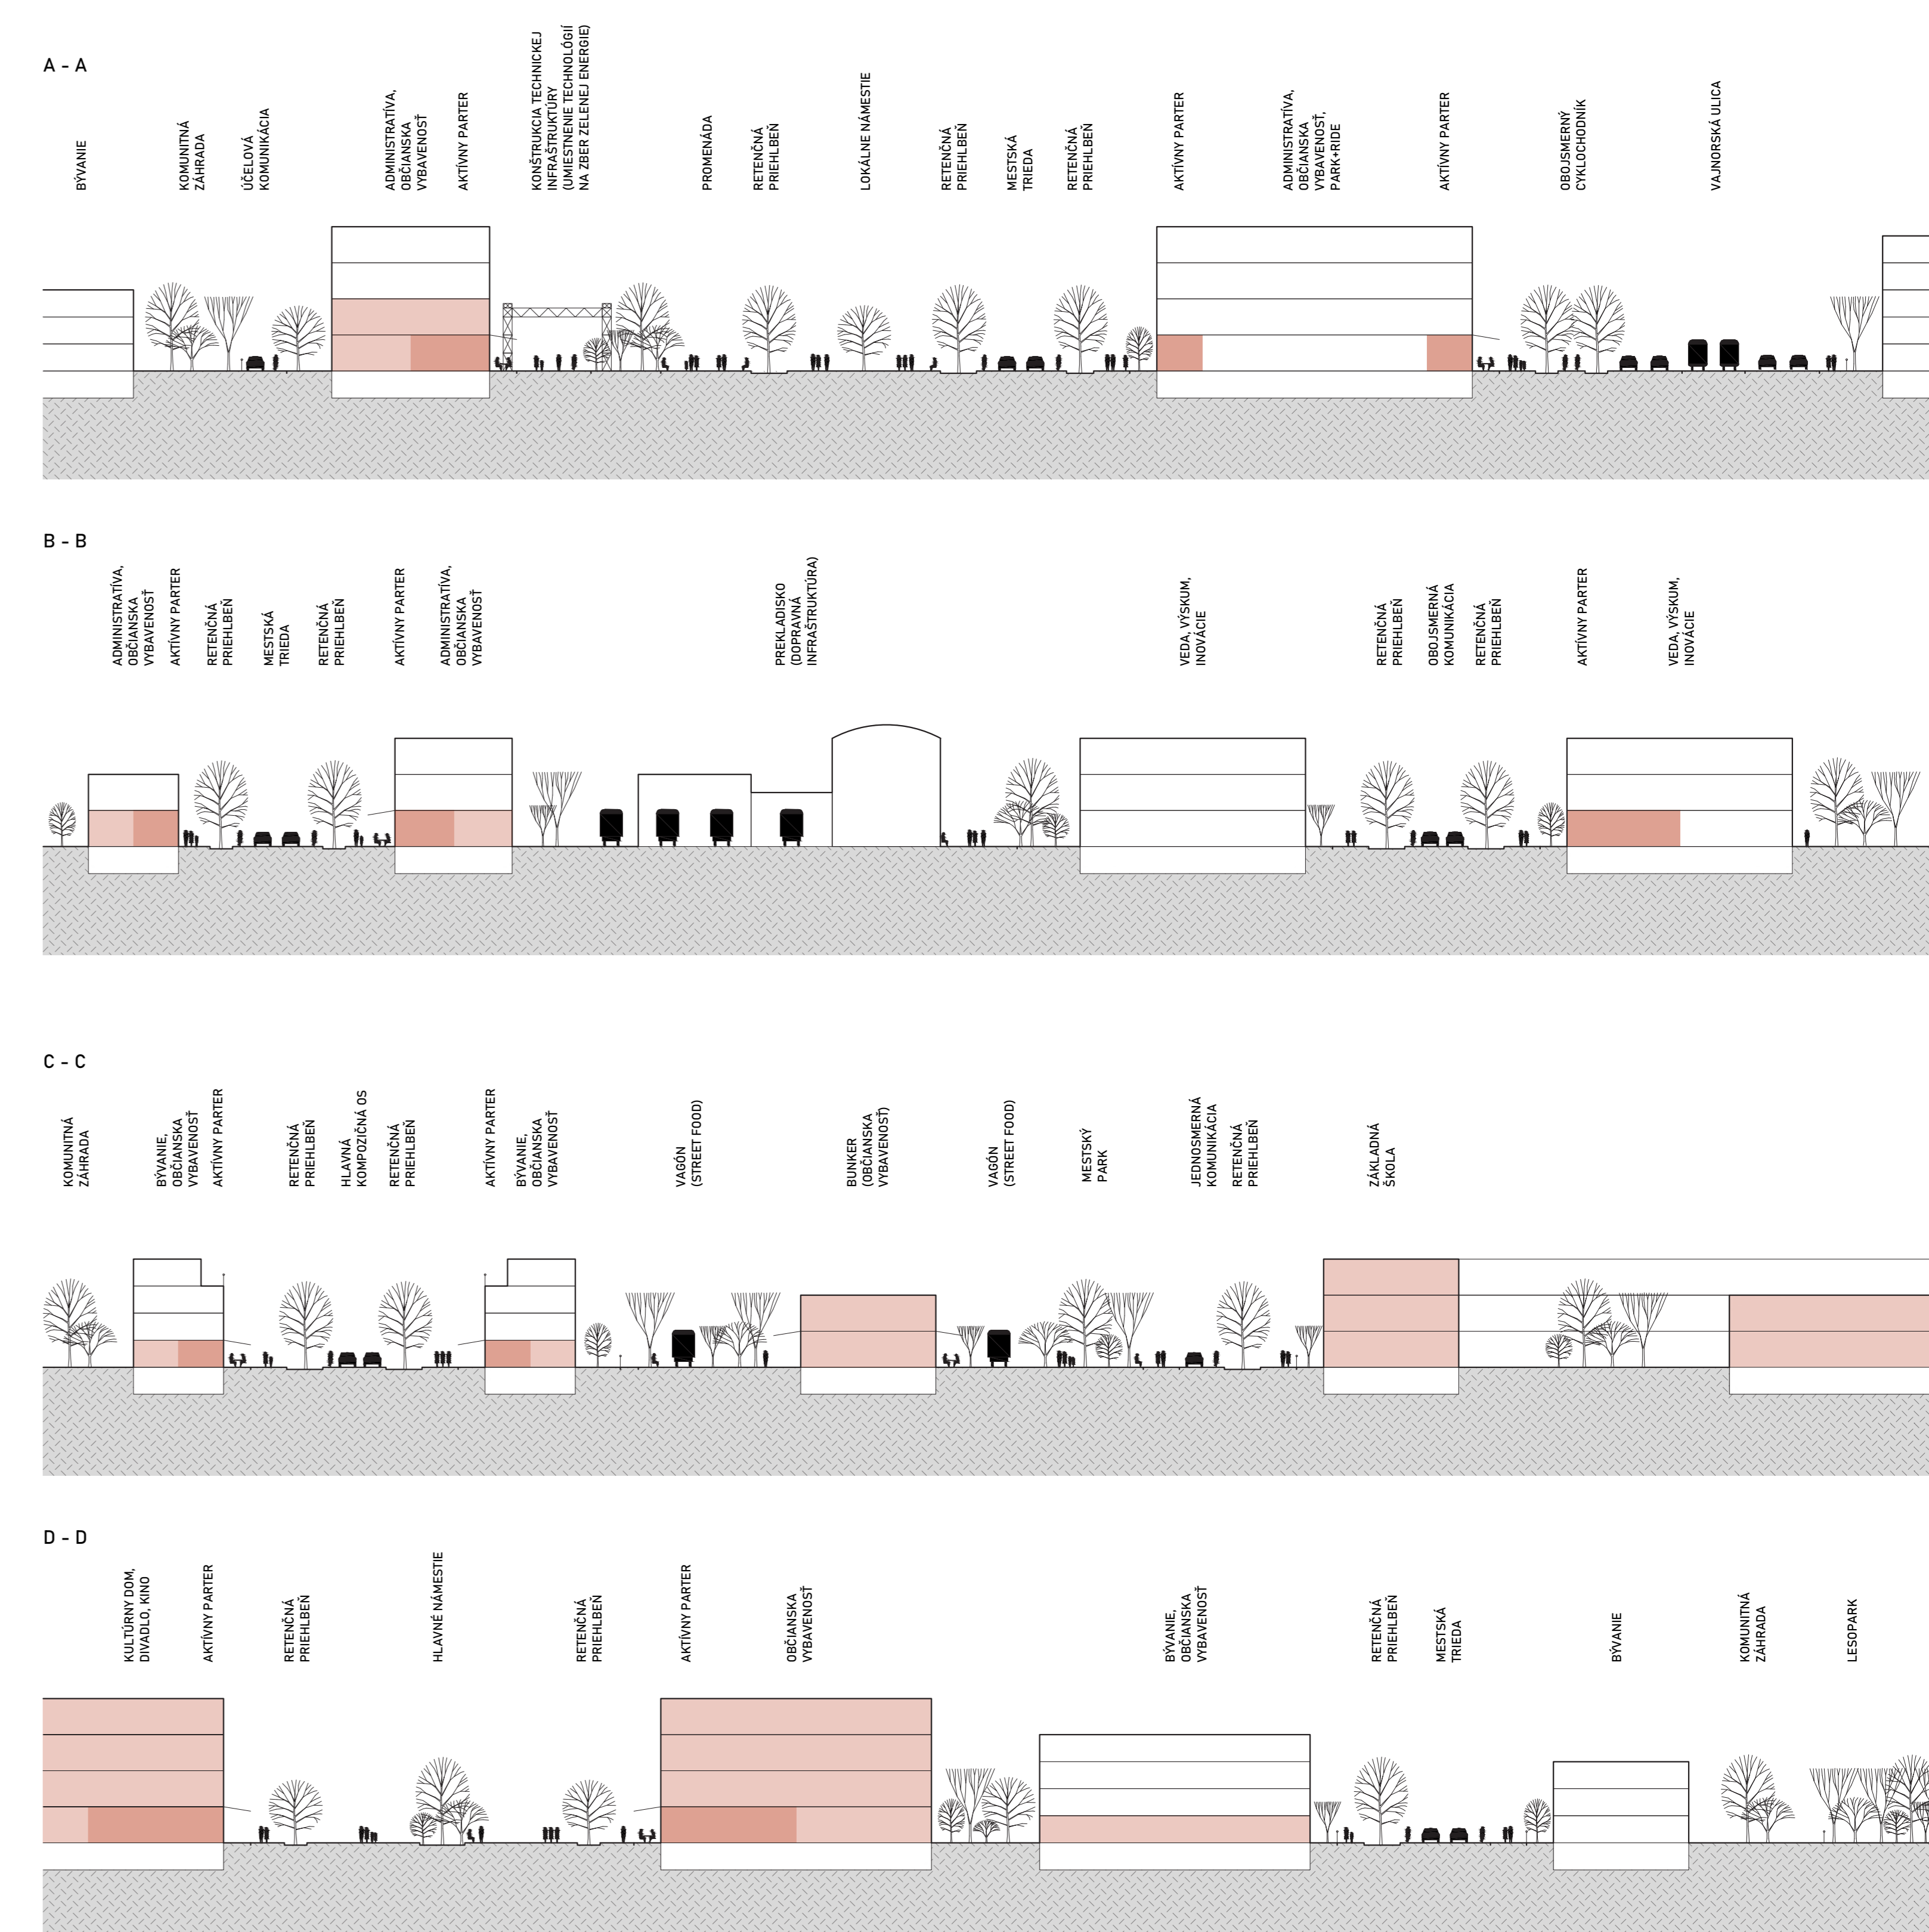 A - A
BÝVANIE
KOMUNITNÁ
ZÁHRADA
ÚČELOVÁ
KOMUNIKÁCIA
ADMINISTRATÍVA,
OBČIANSKA
VYBAVENOSŤ
AKTÍVNY PARTER
KONŠTRUKCIA TECHNICKEJ
INFRAŠTRUKTÚRY
(UMIESTNENIE TECHNOLÓGIÍ
NA ZBER ZELENEJ ENERGIE)
PROMENÁDA
RETENČNÁ
PRIEHLBEŇ
LOKÁLNE NÁMESTIE
RETENČNÁ
PRIEHLBEŇ
MESTSKÁ
TRIEDA
RETENČNÁ
PRIEHLBEŇ
AKTÍVNY PARTER
ADMINISTRATÍVA,
OBČIANSKA
VYBAVENOSŤ,
PARK+RIDE
AKTÍVNY PARTER
OBOJSMERNÝ
CYKLOCHODNÍK
VAJNORSKÁ ULICA
B - B
ADMINISTRATÍVA,
OBČIANSKA
VYBAVENOSŤ
AKTÍVNY PARTER
RETENČNÁ
PRIEHLBEŇ
MESTSKÁ
TRIEDA
RETENČNÁ
PRIEHLBEŇ
AKTÍVNY PARTER
ADMINISTRATÍVA,
OBČIANSKA
VYBAVENOSŤ
PREKLADISKO
(DOPRAVNÁ
INFRAŠTRUKTÚRA)
VEDA, VÝSKUM,
INOVÁCIE
RETENČNÁ
PRIEHLBEŇ
OBOJSMERNÁ
KOMUNIKÁCIA
RETENČNÁ
PRIEHLBEŇ
AKTÍVNY PARTER
VEDA, VÝSKUM,
INOVÁCIE
C - C
KOMUNITNÁ
ZÁHRADA
BÝVANIE,
OBČIANSKA
VYBAVENOSŤ
AKTÍVNY PARTER
RETENČNÁ
PRIEHLBEŇ
HLAVNÁ
KOMPOZIČNÁ OS
RETENČNÁ
PRIEHLBEŇ
AKTÍVNY PARTER
BÝVANIE,
OBČIANSKA
VYBAVENOSŤ
VAGÓN
(STREET FOOD)
BUNKER
(OBČIANSKA
VYBAVENOSŤ)
VAGÓN
(STREET FOOD)
MESTSKÝ
PARK
JEDNOSMERNÁ
KOMUNIKÁCIA
RETENČNÁ
PRIEHLBEŇ
ZÁKLADNÁ
ŠKOLA
D - D
KULTÚRNY DOM,
DIVADLO, KINO
AKTÍVNY PARTER
RETENČNÁ
PRIEHLBEŇ
HLAVNÉ NÁMESTIE
RETENČNÁ
PRIEHLBEŇ
AKTÍVNY PARTER
OBČIANSKA
VYBAVENOSŤ
BÝVANIE,
OBČIANSKA
VYBAVENOSŤ
RETENČNÁ
PRIEHLBEŇ
MESTSKÁ
TRIEDA
BÝVANIE
KOMUNITNÁ
ZÁHRADA
LESOPARK